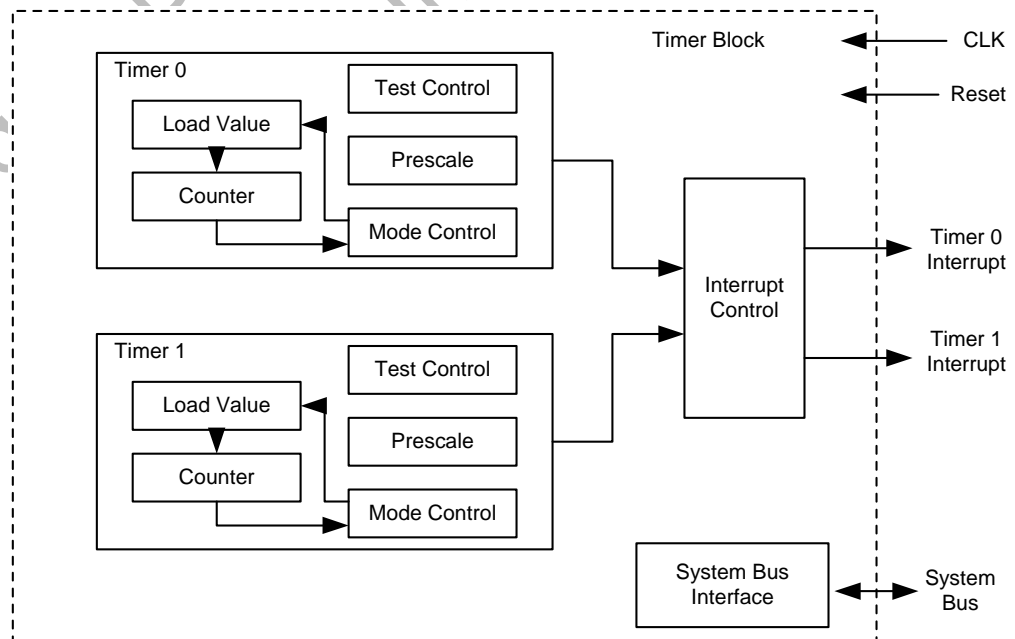 Timer Block
CLK
Reset
Timer 0
Test Control
Load Value
Prescale
Counter
Mode Control
Interrupt
Control
Timer 0
Interrupt
Timer 1
Interrupt
Timer 1
Test Control
Load Value
Prescale
Counter
Mode Control
System Bus
Interface
System
Bus